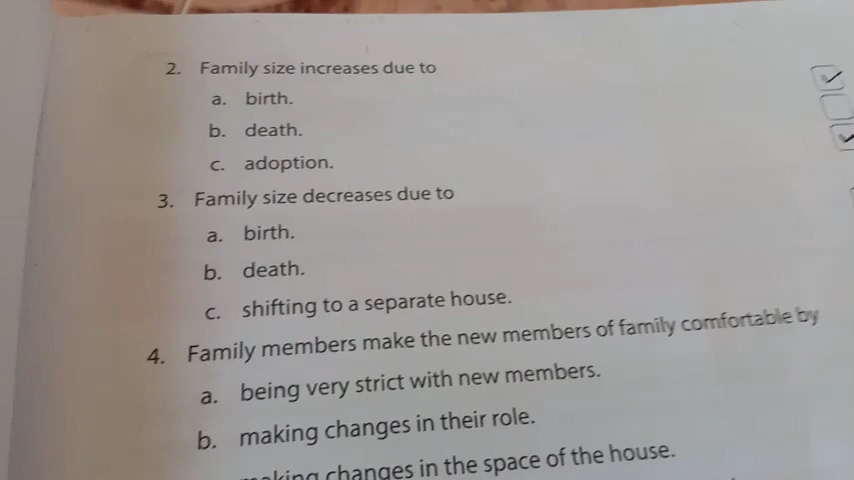 2. Family size increases due to
a. birth.
b. death.
c. adoption.
3. Family size decreases due to
a. birth.
b. death.
c. shifting to a separate house.
4. Family members make the new members of family comfortable by
a. being very strict with new members.
b. making changes in their role.
making changes in the space of the house.